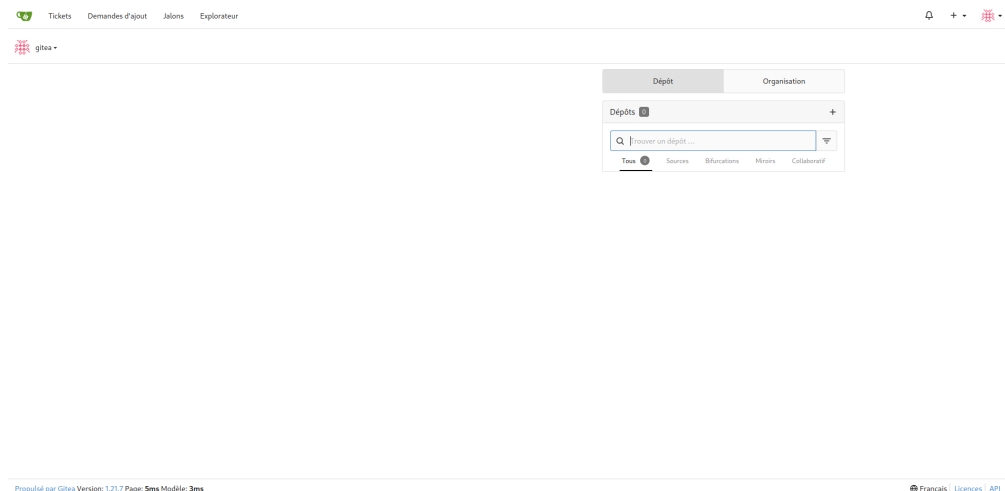 Tickets Demandes d'ajout Jalons Explorateur
gitea
Dépôt Organisation
Dépôts 0
Trouver un dépôt ...
Tous 0 Sources Bifurcations Miroirs Collaboratif
Propulsé par Gitea Version: 1.21.7 Page: 5ms Modèle: 3ms
Français Licences API